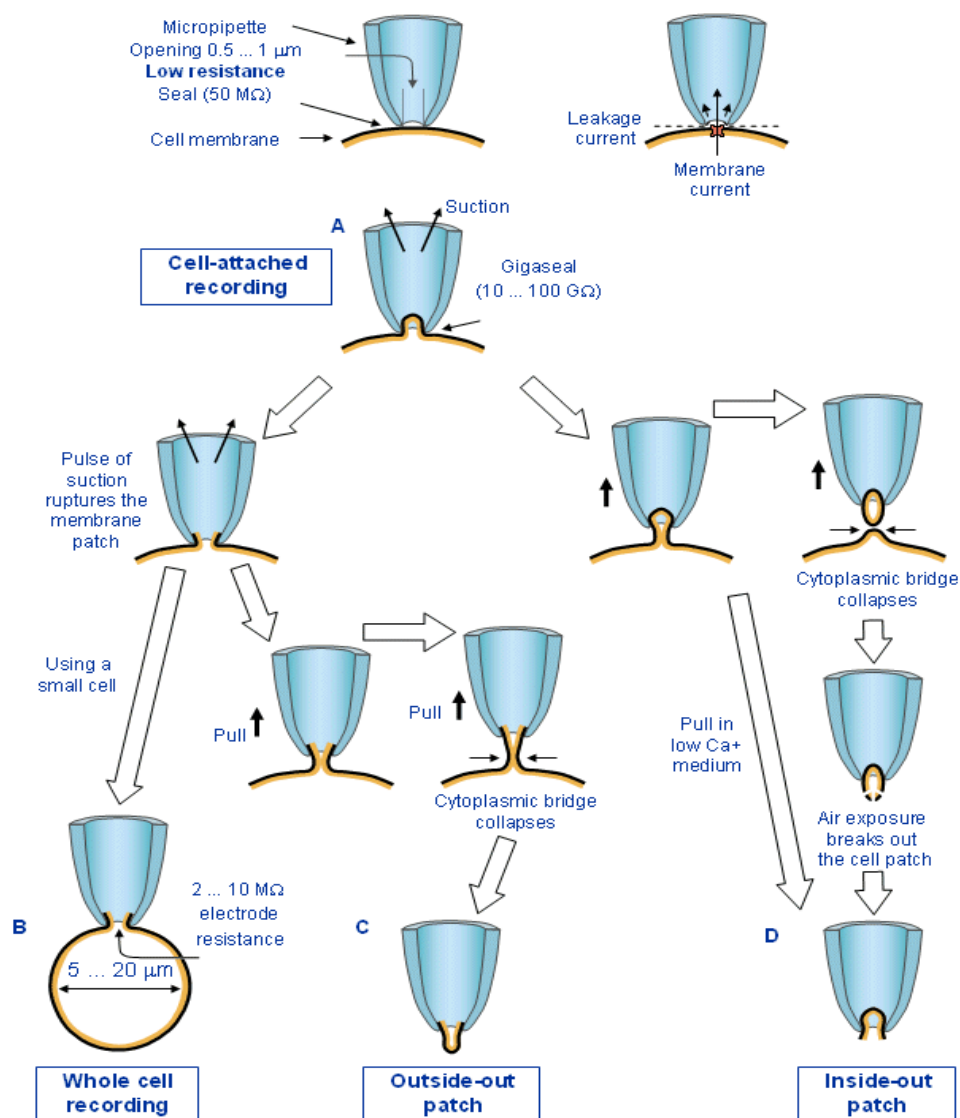 Micropipette
Opening 0.5 ... 1 μm
Low resistance
Seal (50 MΩ)
Cell membrane
Leakage
current
Membrane
current
A
Suction
Cell-attached
recording
Gigaseal
(10 ... 100 GΩ)
Pulse of
suction
ruptures the
membrane
patch
Cytoplasmic bridge
collapses
Using a
small cell
Pull
Pull
Cytoplasmic bridge
collapses
Pull in
low Ca+
medium
Air exposure
breaks out
the cell patch
B
2 ... 10 MΩ
electrode
resistance
5 ... 20 μm
C
D
Whole cell
recording
Outside-out
patch
Inside-out
patch